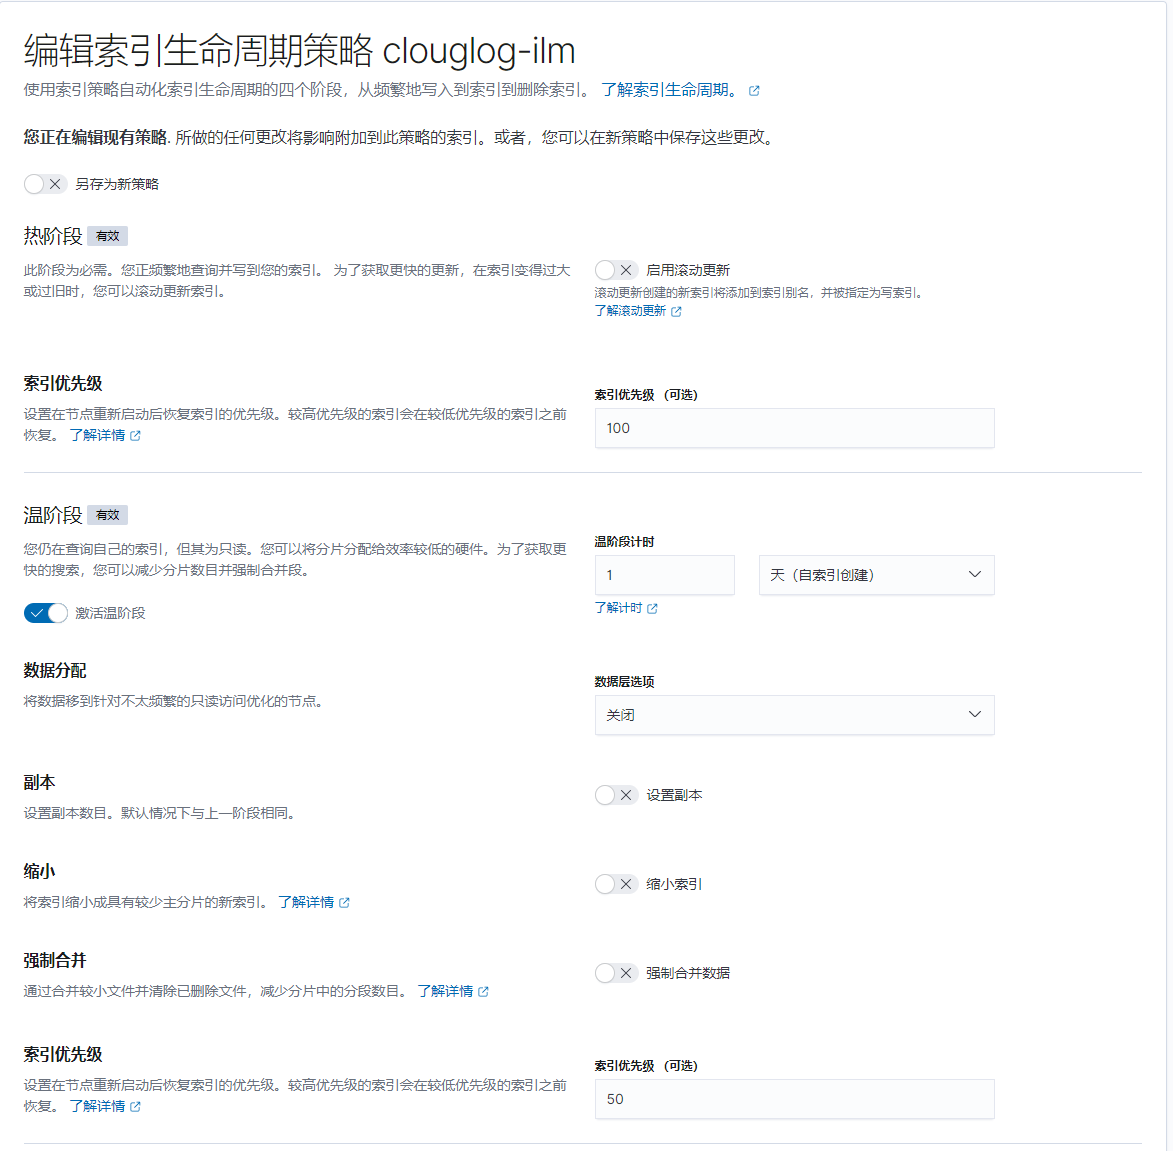 编辑索引生命周期策略 clouglog-ilm
使用索引策略自动化索引生命周期的四个阶段，从频繁地写入到索引到删除索引。 了解索引生命周期。
您正在编辑现有策略. 所做的任何更改将影响附加到此策略的索引。或者，您可以在新策略中保存这些更改。
另存为新策略
热阶段 有效
此阶段为必需。您正频繁地查询并写到您的索引。 为了获取更快的更新，在索引变得过大
或过旧时，您可以滚动更新索引。
启用滚动更新
滚动更新创建的新索引将添加到索引别名，并被指定为写索引。
了解滚动更新
索引优先级
设置在节点重新启动后恢复索引的优先级。较高优先级的索引会在较低优先级的索引之前
恢复。 了解详情
索引优先级 （可选）
100
温阶段 有效
您仍在查询自己的索引，但其为只读。您可以将分片分配给效率较低的硬件。为了获取更
快的搜索，您可以减少分片数目并强制合并段。
激活温阶段
温阶段计时
1
天（自索引创建）
了解计时
数据分配
将数据移到针对不太频繁的只读访问优化的节点。
数据层选项
关闭
副本
设置副本数目。默认情况下与上一阶段相同。
设置副本
缩小
将索引缩小成具有较少主分片的新索引。 了解详情
缩小索引
强制合并
通过合并较小文件并清除已删除文件，减少分片中的分段数目。 了解详情
强制合并数据
索引优先级
设置在节点重新启动后恢复索引的优先级。较高优先级的索引会在较低优先级的索引之前
恢复。 了解详情
索引优先级 （可选）
50